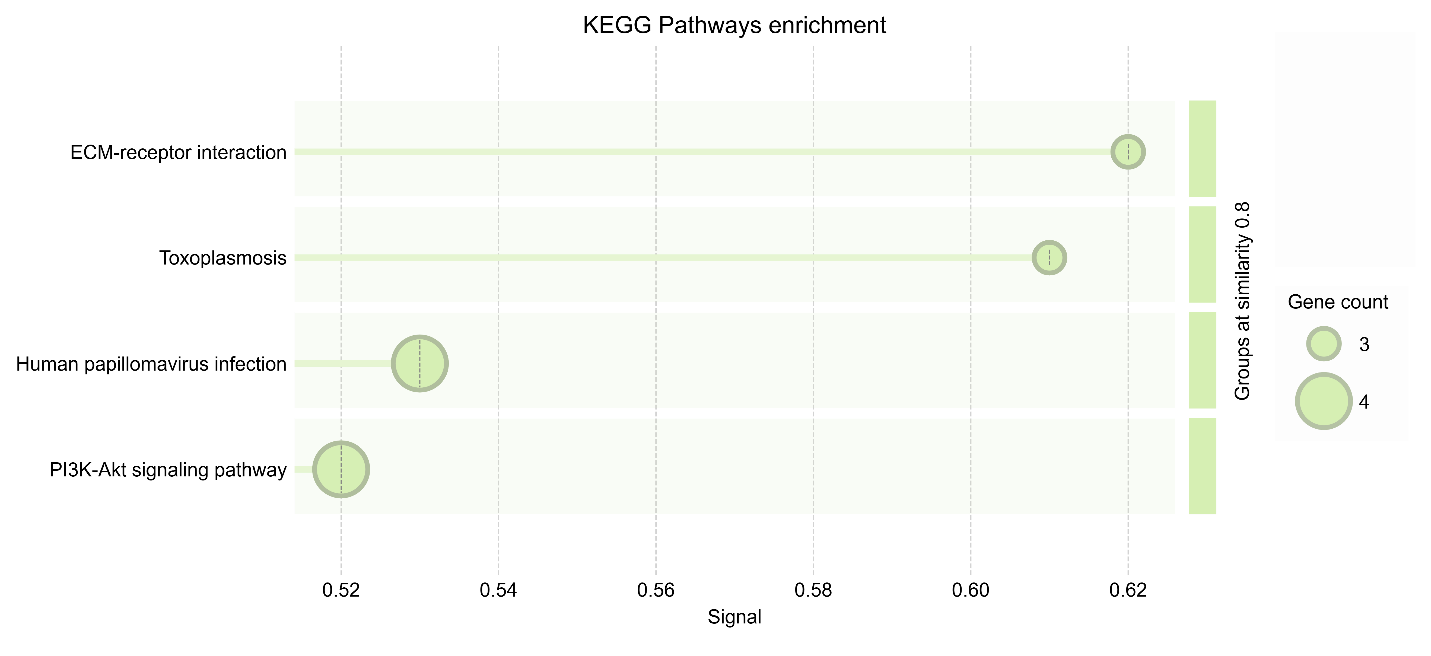 KEGG Pathways enrichment
ECM-receptor interaction
Toxoplasmosis
Human papillomavirus infection
PI3K-Akt signaling pathway
0.52
0.54
0.56
0.58
0.60
0.62
Signal
Groups at similarity 0.8
Gene count
3
4